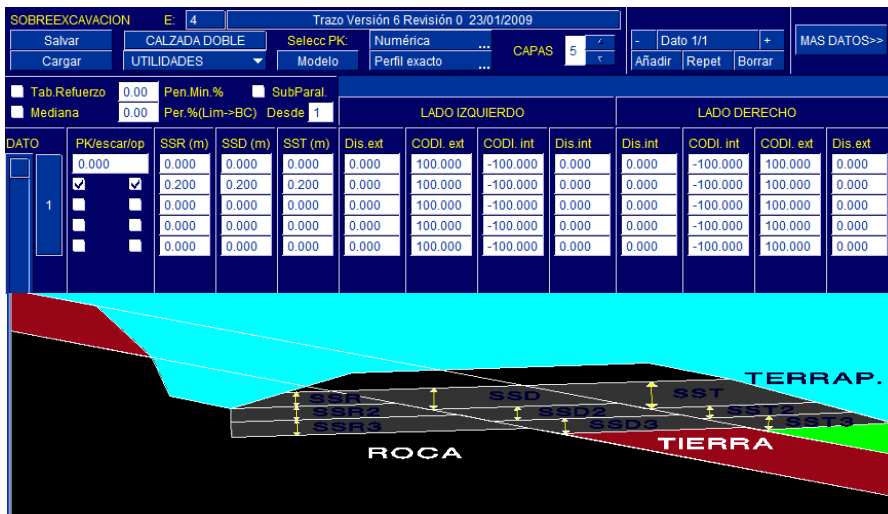 SOBREEXCAVACION E: 4 Trazo Versión 6 Revisión 0 23/01/2009
Salvar CALZADA DOBLE Selecc PK: Numérica ... CAPAS 5 - Dato 1/1 + MAS DATOS>>
Cargar UTILIDADES Modelo Perfil exacto ... Añadir Repet Borrar
Tab.Refuerzo 0.00 Pen.Min.% SubParal.
Mediana 0.00 Per.%(Lim->BC) Desde 1 LADO IZQUIERDO LADO DERECHO
DATO PK/escar/op SSR (m) SSD (m) SST (m) Dis.ext CODI. ext CODI. int Dis.int Dis.int CODI. int CODI. ext Dis.ext
0.000 0.000 0.000 0.000 0.000 100.000 -100.000 0.000 0.000 -100.000 100.000 0.000
0.200 0.200 0.200 0.000 100.000 -100.000 0.000 0.000 -100.000 100.000 0.000
1 0.000 0.000 0.000 0.000 100.000 -100.000 0.000 0.000 -100.000 100.000 0.000
0.000 0.000 0.000 0.000 100.000 -100.000 0.000 0.000 -100.000 100.000 0.000
0.000 0.000 0.000 0.000 100.000 -100.000 0.000 0.000 -100.000 100.000 0.000
TERRAP.
SSR SSD SST
SSR2 SSD2 SST2
SSR3 SSD3 SST3
ROCA TIERRA